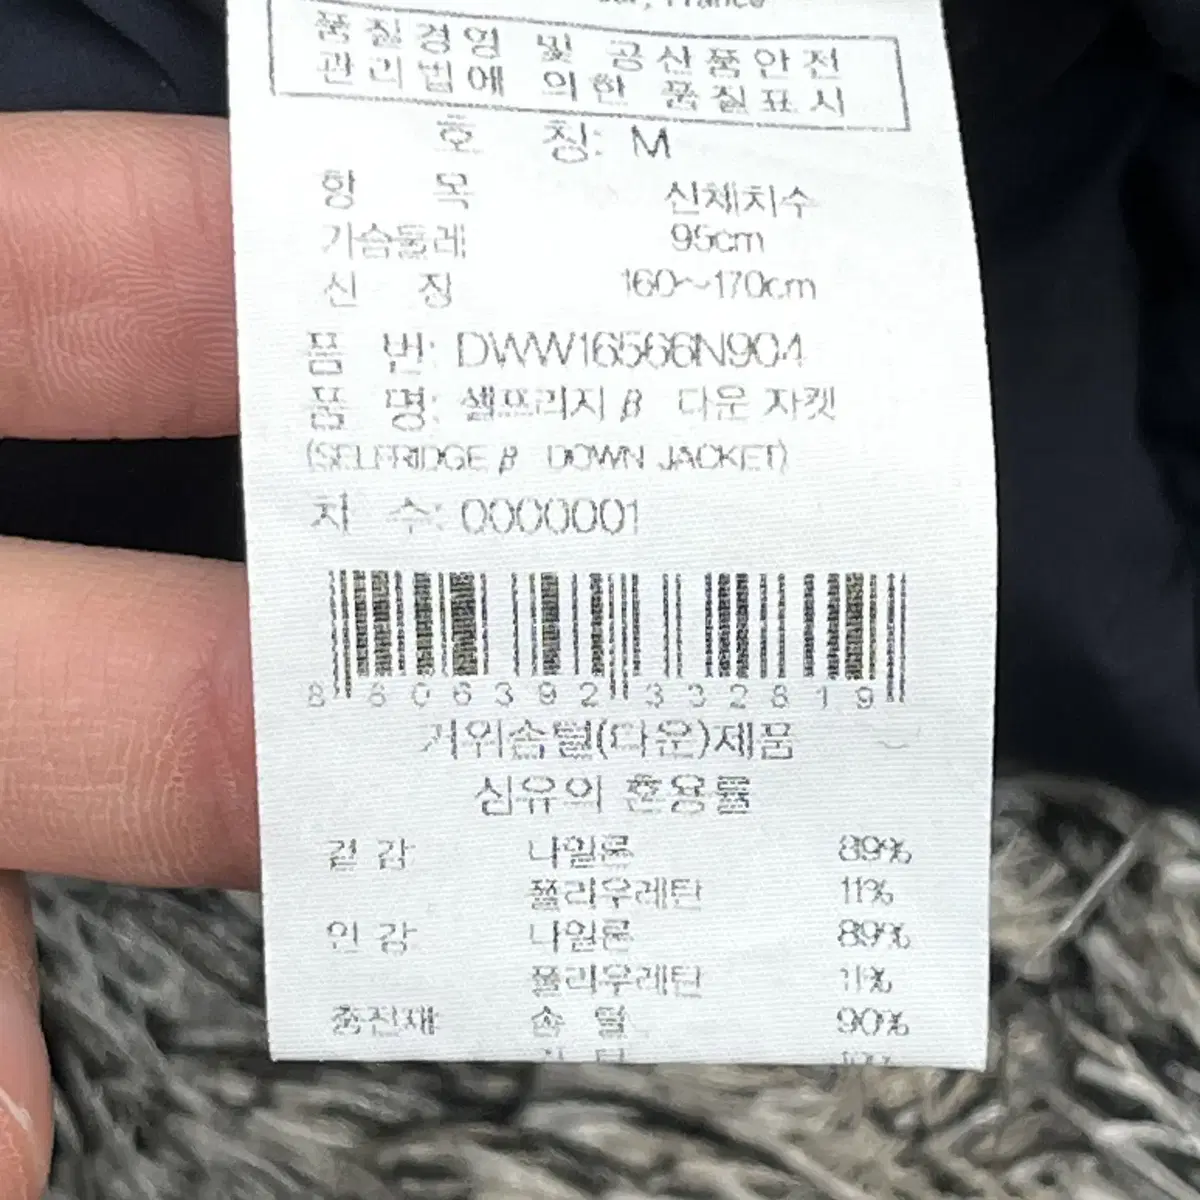 France
품질경영 및 공산품안전
관리법에 의한 품질표시
호 칭: M
항 목 신체치수
가슴둘레 95cm
신 장 160~170cm
품 번: DWW16566N904
품 명: 셀프리지 β 다운 자켓
(SELFRIDGE β DOWN JACKET)
차 수: 0000001
8 606392 332819
거위솜털(다운)제품
섬유의 혼용률
겉 감 나일론 89%
폴리우레탄 11%
안 감 나일론 89%
폴리우레탄 11%
충전재 솜 털 90%